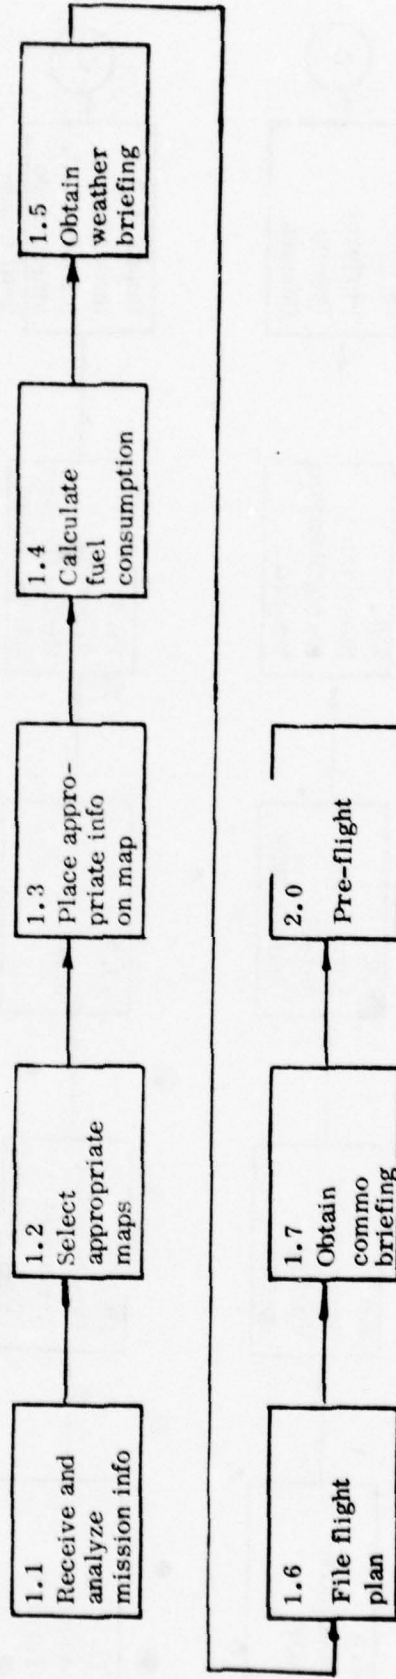 1.1
Receive and
analyze
mission info
1.2
Select
appropriate
maps
1.3
Place appro-
priate info
on map
1.4
Calculate
fuel
consumption
1.5
Obtain
weather
briefing
1.6
File flight
plan
1.7
Obtain
commo
briefing
2.0
Pre-flight